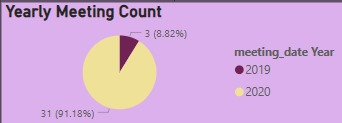 Yearly Meeting Count
3 (8.82%)
meeting_date Year
2019
2020
31 (91.18%)